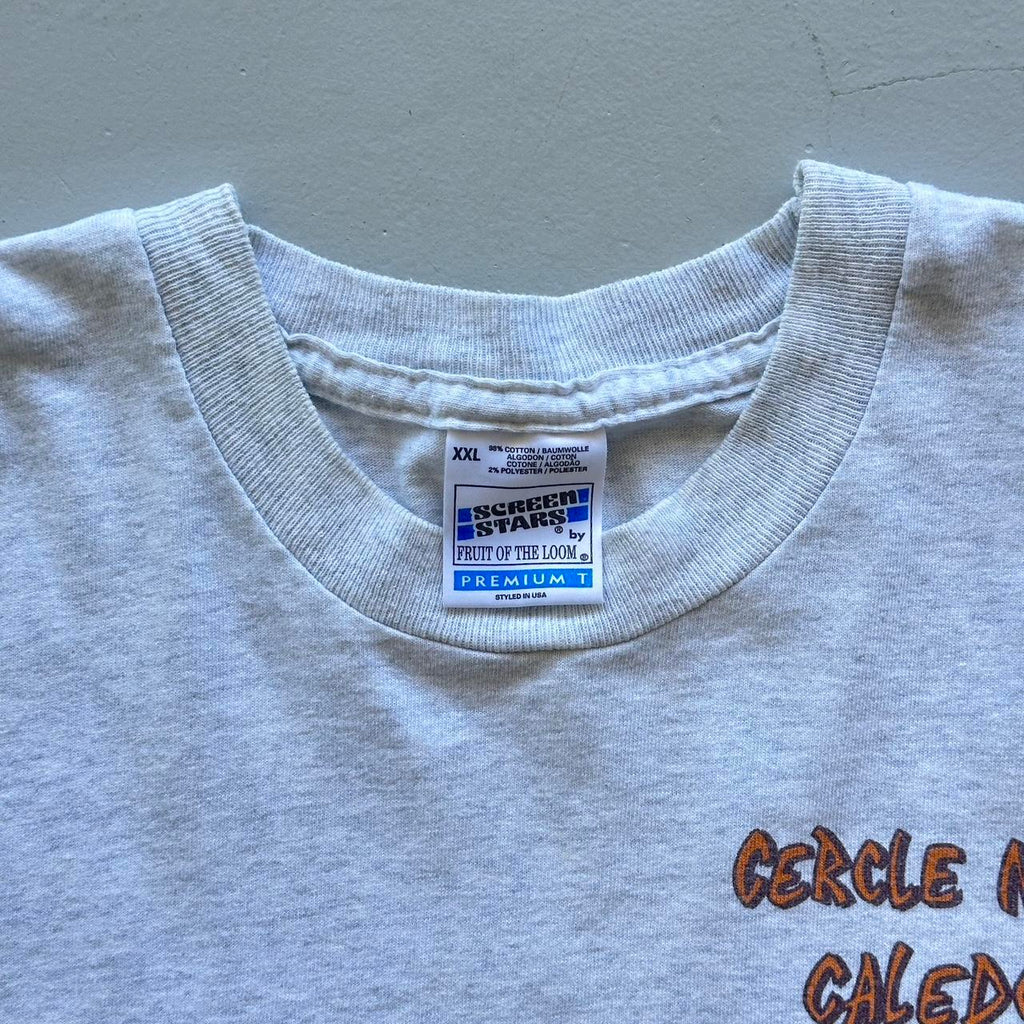 XXL
98% COTTON / BAUMWOLLE
ALGODON / COTON
COTONE / ALGODÃO
2% POLYESTER / POLIESTER
SCREEN
STARS®
by
FRUIT OF THE LOOM®
PREMIUM T
STYLED IN USA
CERCLE N
CALEDO